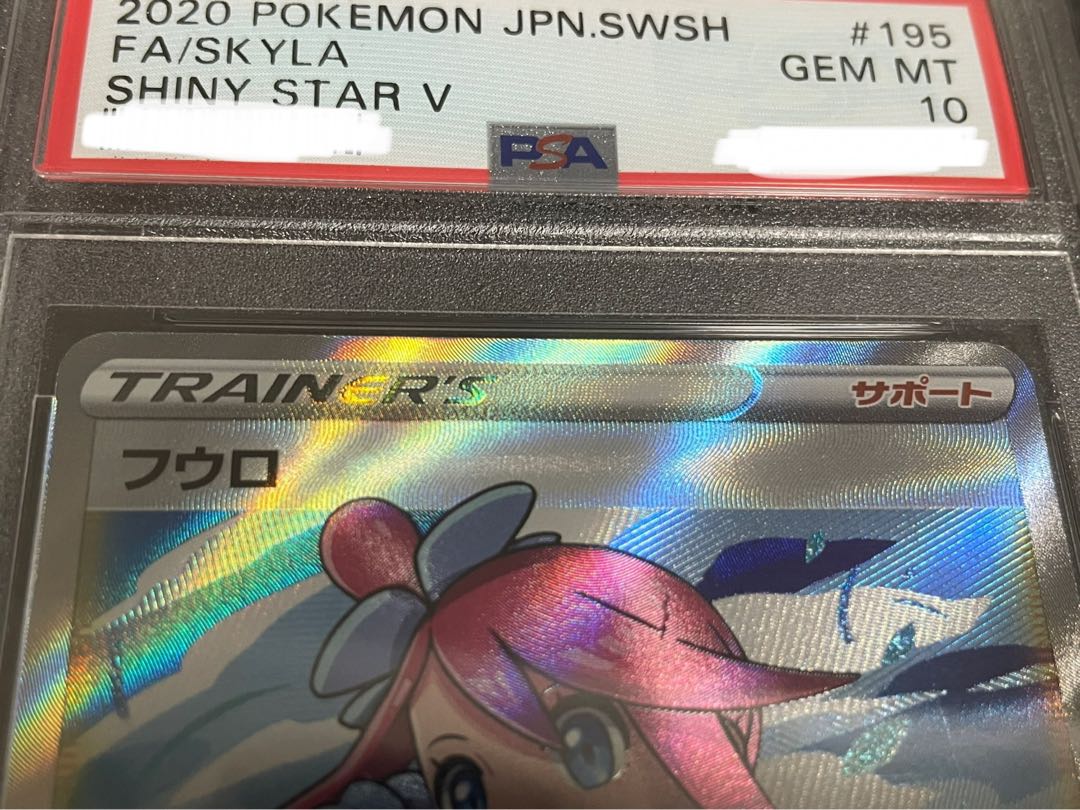 2020 POKEMON JPN.SWSH #195
FA/SKYLA GEM MT
SHINY STAR V 10
PSA
TRAINER'S サポート
フウロ